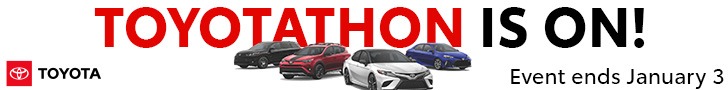 TOYOTATHON IS ON!
TOYOTA
Event ends January 3